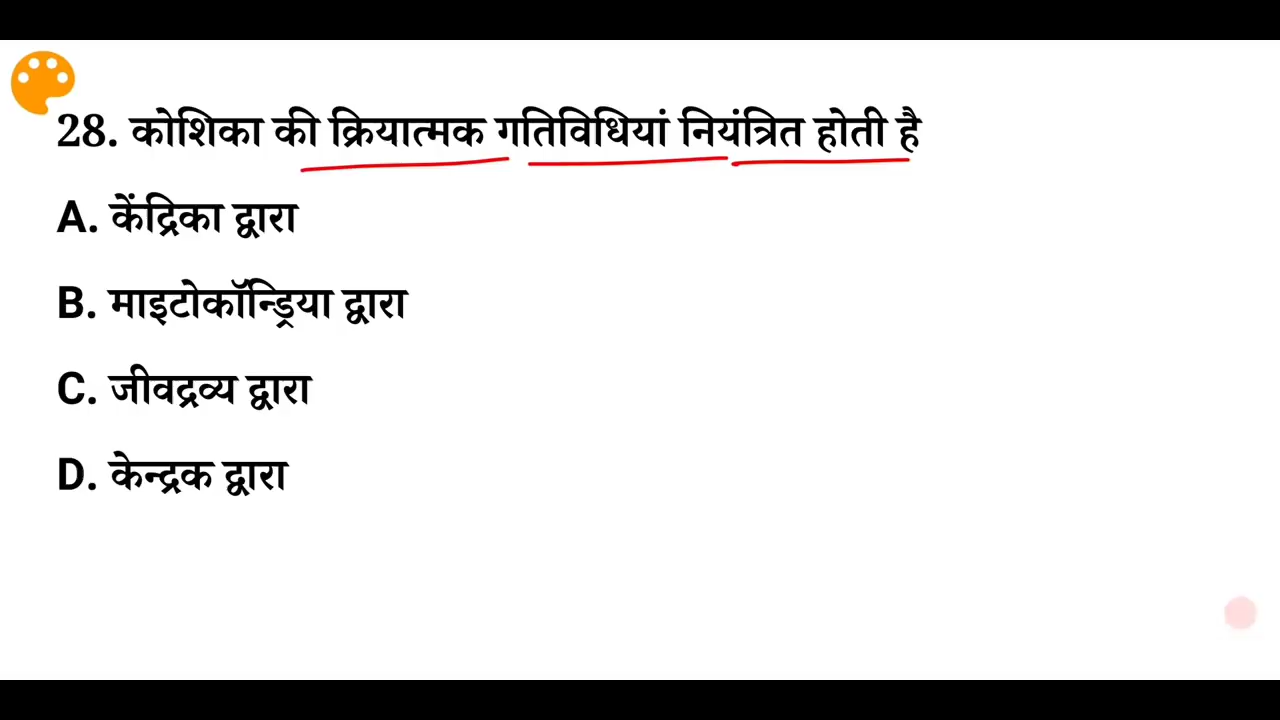 28. कोशिका की क्रियात्मक गतिविधियां नियंत्रित होती है
A. केंद्रिका द्वारा
B. माइटोकॉन्ड्रिया द्वारा
C. जीवद्रव्य द्वारा
D. केन्द्रक द्वारा